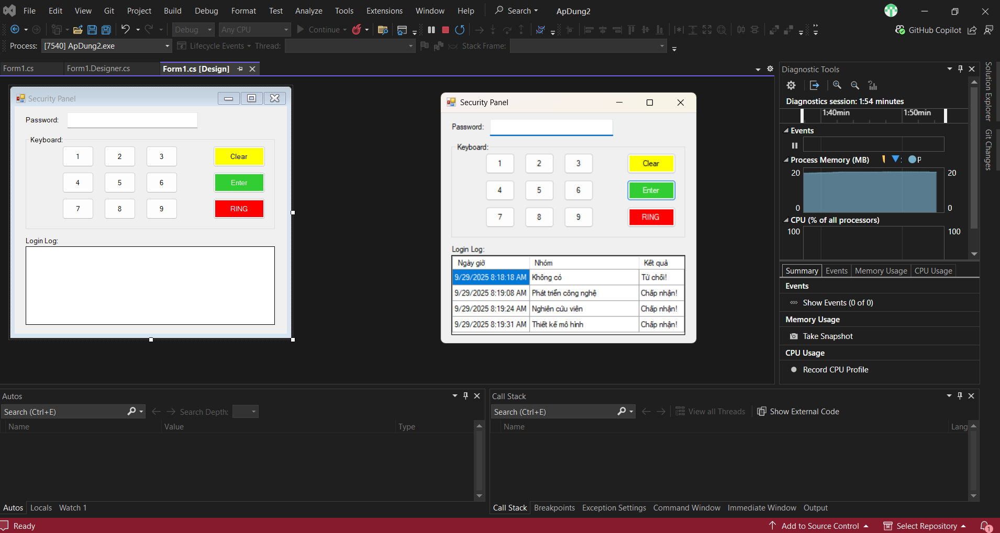 File Edit View Git Project Build Debug Format Test Analyze Tools Extensions Window Help Search ApDung2
Debug Any CPU Continue GitHub Copilot
Process: [7540] ApDung2.exe Lifecycle Events Thread: Stack Frame:
Form1.cs Form1.Designer.cs Form1.cs [Design]
Security Panel
Password:
Keyboard:
1 2 3 Clear
4 5 6 Enter
7 8 9 RING
Login Log:
Security Panel
Password:
Keyboard:
1 2 3 Clear
4 5 6 Enter
7 8 9 RING
Login Log:
Ngày giờ Nhóm Kết quả
9/29/2025 8:18:18 AM Không có Từ chối!
9/29/2025 8:19:08 AM Phát triển công nghệ Chấp nhận!
9/29/2025 8:19:24 AM Nghiên cứu viên Chấp nhận!
9/29/2025 8:19:31 AM Thiết kế mô hình Chấp nhận!
Diagnostic Tools
Diagnostics session: 1:54 minutes
1:40min 1:50min
Events
Process Memory (MB) P
20 20
0 0
CPU (% of all processors)
100 100
Summary Events Memory Usage CPU Usage
Events
Show Events (0 of 0)
Memory Usage
Take Snapshot
CPU Usage
Record CPU Profile
Solution Explorer
Git Changes
Autos
Search (Ctrl+E) Search Depth:
Name Value Type
Autos Locals Watch 1
Call Stack
Search (Ctrl+E) View all Threads Show External Code
Name Lang
Call Stack Breakpoints Exception Settings Command Window Immediate Window Output
Ready Add to Source Control Select Repository 1